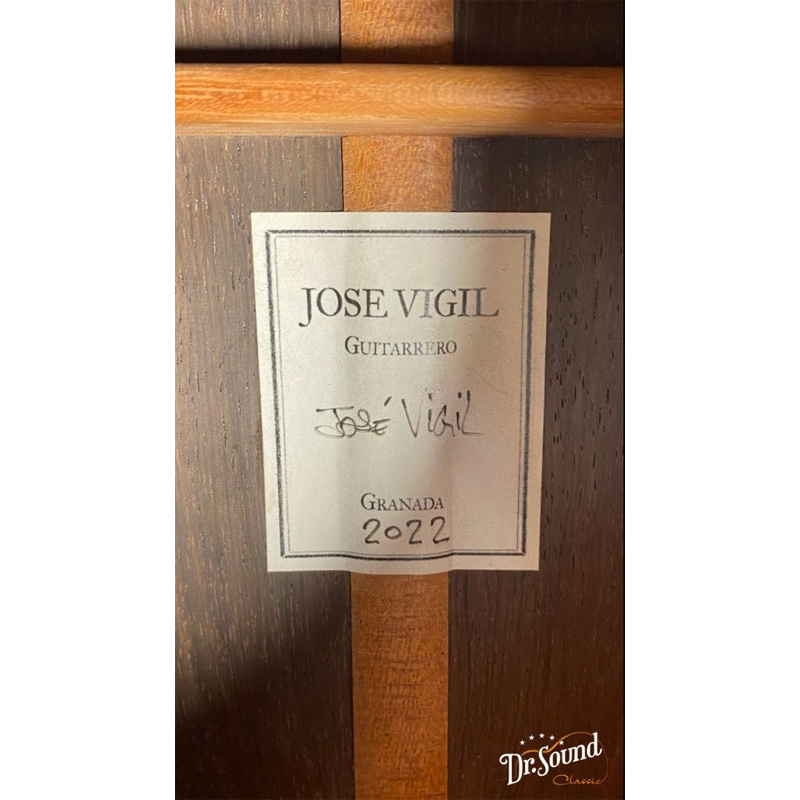 JOSE VIGIL
GUITARRERO
José Vigil
GRANADA
2022
Dr.Sound
Classic